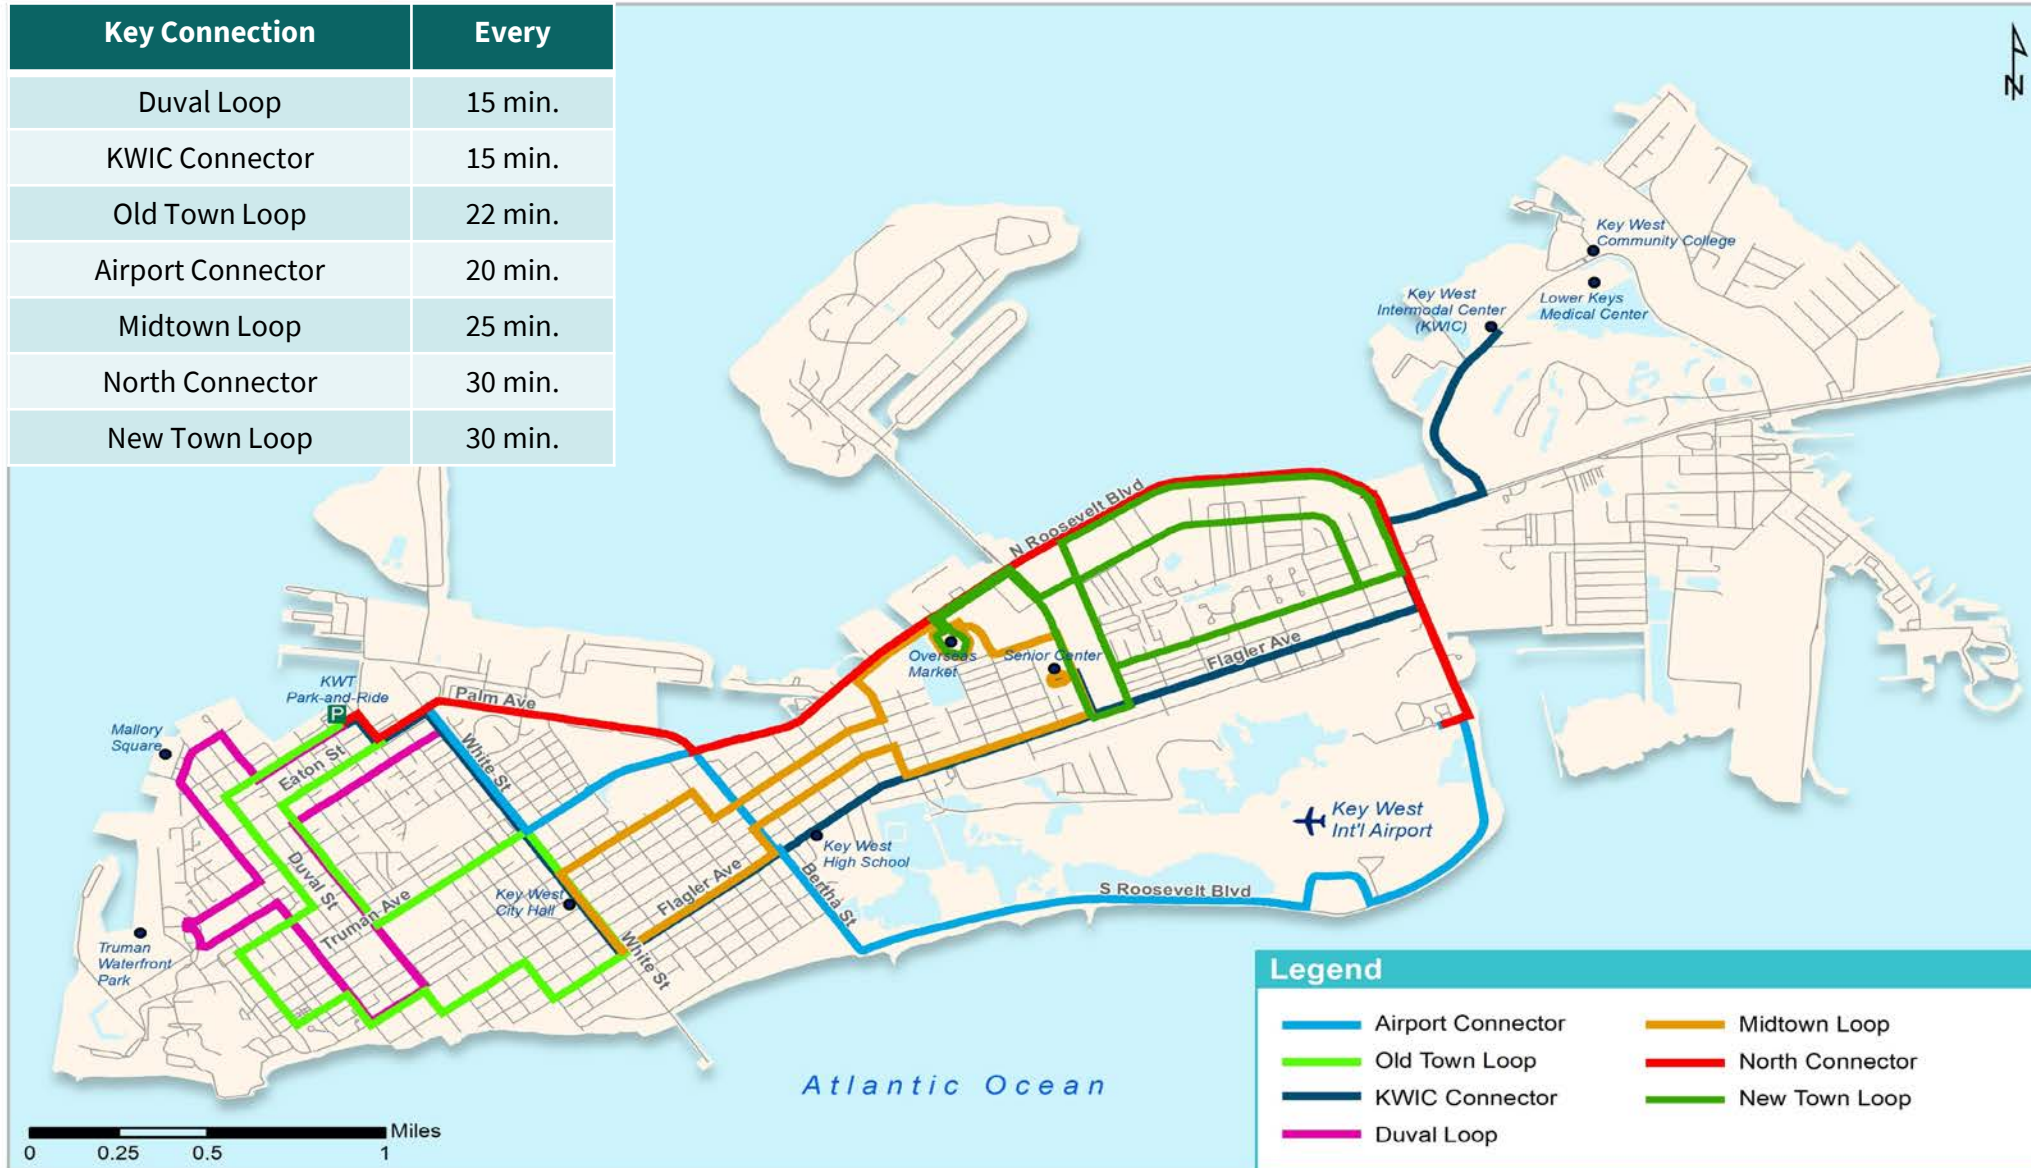 Key Connection Every
Duval Loop 15 min.
KWIC Connector 15 min.
Old Town Loop 22 min.
Airport Connector 20 min.
Midtown Loop 25 min.
North Connector 30 min.
New Town Loop 30 min.
N
Key West
Community College
Key West
Intermodal Center
(KWIC)
Lower Keys
Medical Center
N Roosevelt Blvd
Overseas
Market
Senior Center
Flagler Ave
KWT
Park-and-Ride
P
Palm Ave
Mallory
Square
Eaton St
White St
Key West
Int'l Airport
Key West
High School
Duval St
Truman Ave
Key West
City Hall
Flagler Ave
Bertha St
S Roosevelt Blvd
White St
Truman
Waterfront
Park
Atlantic Ocean
Miles
0 0.25 0.5 1
Legend
Airport Connector
Old Town Loop
KWIC Connector
Duval Loop
Midtown Loop
North Connector
New Town Loop